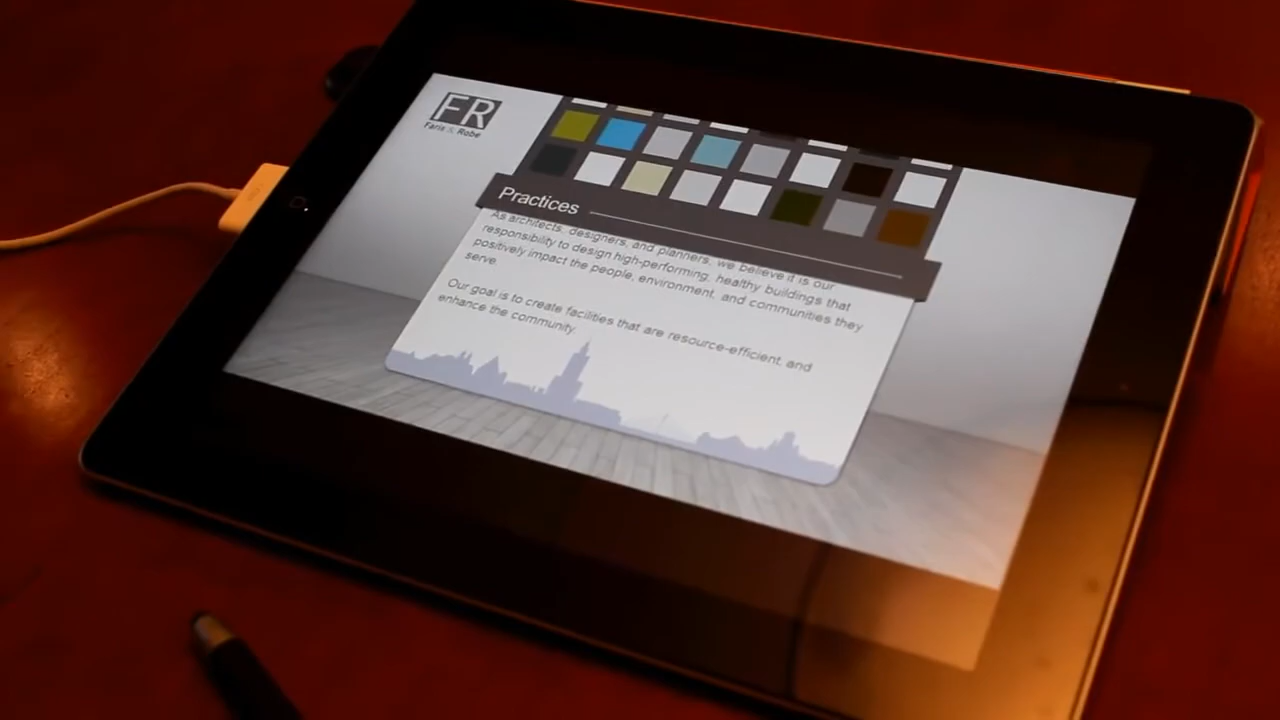 FR
Faris & Robe
Practices
As architects, designers, and planners, we believe it is our
responsibility to design high-performing, healthy buildings that
positively impact the people, environment, and communities they
serve.
Our goal is to create facilities that are resource-efficient, and
enhance the community.